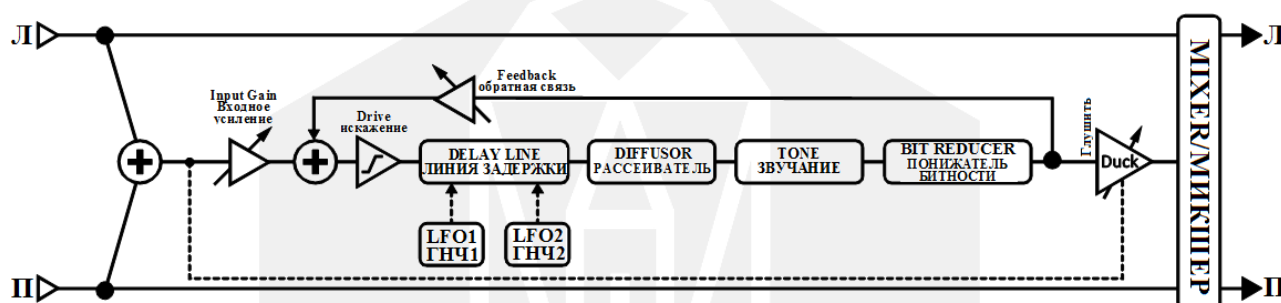 Л
Л
Feedback
обратная связь
Input Gain
Входное
усиление
Drive
искажение
Глушить
DELAY LINE
ЛИНИЯ ЗАДЕРЖКИ
DIFFUSOR
РАССЕИВАТЕЛЬ
TONE
ЗВУЧАНИЕ
BIT REDUCER
ПОНИЖАТЕЛЬ
БИТНОСТИ
Duck
MIXER/МИКШЕР
LFO1
ГНЧ1
LFO2
ГНЧ2
П
П